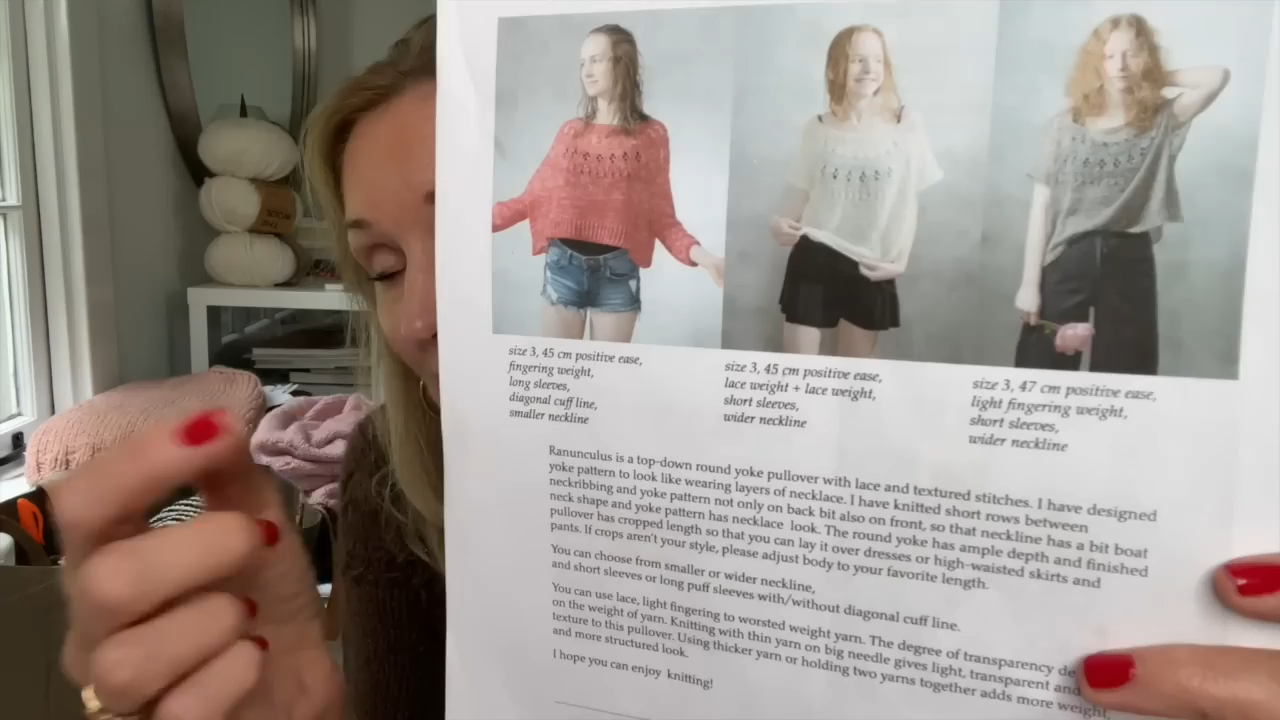 THE
WOOL
size 3, 45 cm positive ease,
fingering weight,
long sleeves,
diagonal cuff line,
smaller neckline
size 3, 45 cm positive ease,
lace weight + lace weight,
short sleeves,
wider neckline
size 3, 47 cm positive ease,
light fingering weight,
short sleeves,
wider neckline
Ranunculus is a top-down round yoke pullover with lace and textured stitches. I have designed
yoke pattern to look like wearing layers of necklace. I have knitted short rows between
neckribbing and yoke pattern not only on back bit also on front, so that neckline has a bit boat
neck shape and yoke pattern has necklace look. The round yoke has ample depth and finished
pullover has cropped length so that you can lay it over dresses or high-waisted skirts and
pants. If crops aren't your style, please adjust body to your favorite length.
You can choose from smaller or wider neckline,
and short sleeves or long puff sleeves with/without diagonal cuff line.
You can use lace, light fingering to worsted weight yarn. The degree of transparency de
on the weight of yarn. Knitting with thin yarn on big needle gives light, transparent and
texture to this pullover. Using thicker yarn or holding two yarns together adds more weight,
and more structured look.
I hope you can enjoy knitting!